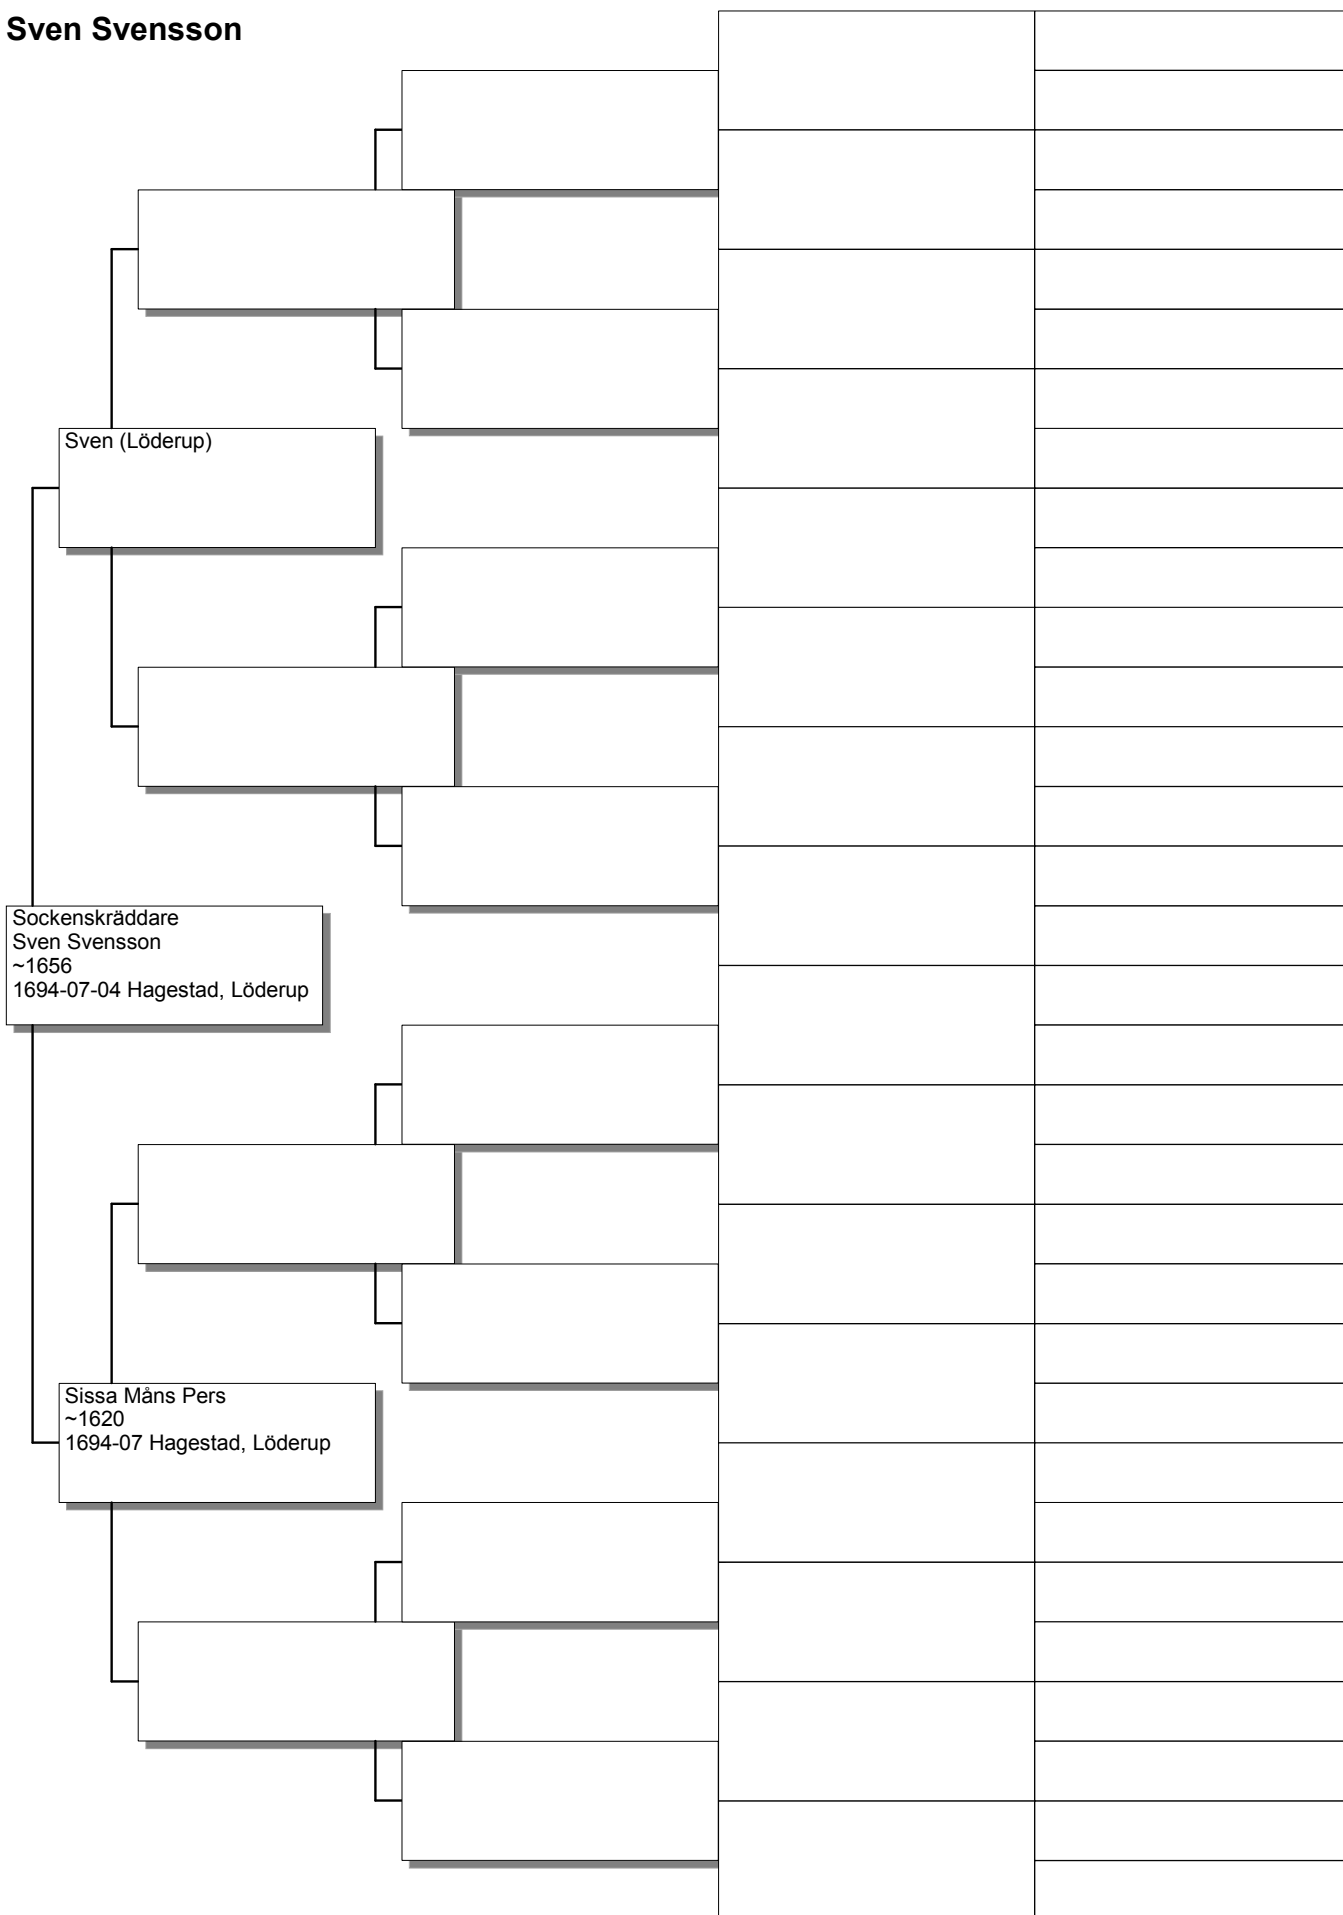 Sven Svensson
Sven (Löderup)
Sockenskräddare
Sven Svensson
~1656
1694-07-04 Hagestad, Löderup
Sissa Måns Pers
~1620
1694-07 Hagestad, Löderup